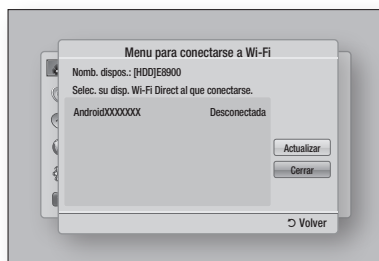 Menu para conectarse a Wi-Fi
Nomb. dispos.: [HDD]E8900
Selec. su disp. Wi-Fi Direct al que conectarse.
AndroidXXXXXXX Desconectada
Actualizar
Cerrar
Volver